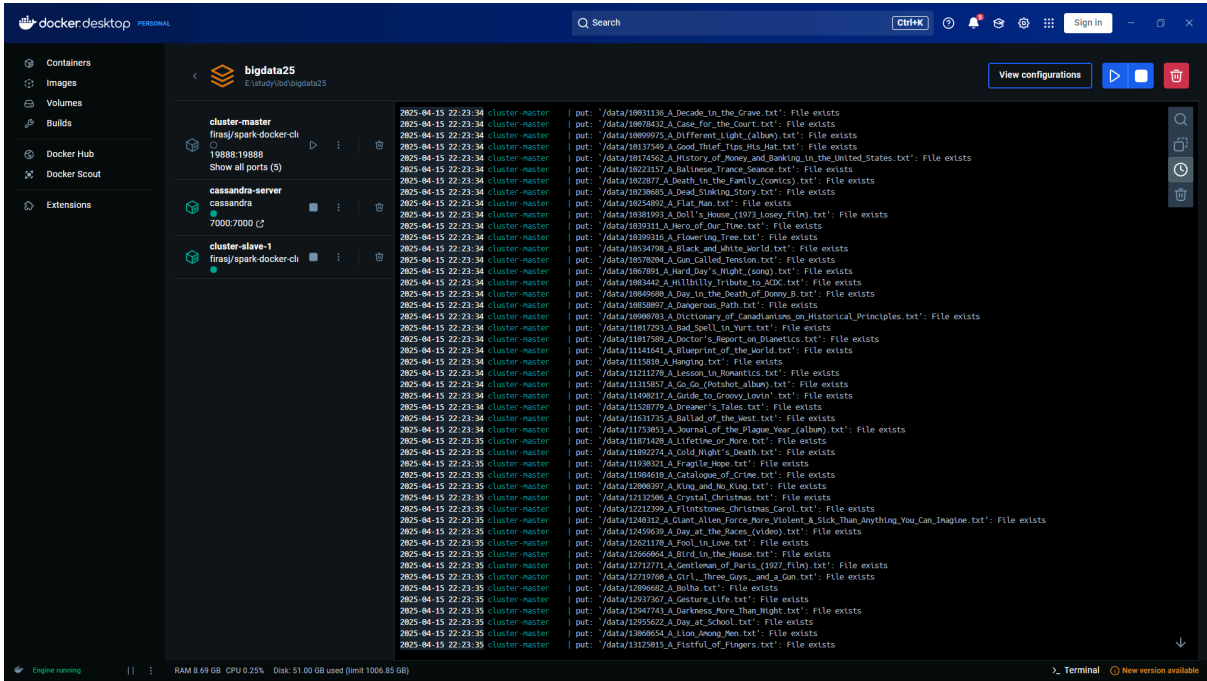 docker desktop PERSONAL
Search
Ctrl+K
Sign in
Containers
Images
Volumes
Builds
Docker Hub
Docker Scout
Extensions
bigdata25
E:\study\ibd\bigdata25
View configurations
cluster-master
firasj/spark-docker-clu
19888:19888
Show all ports (5)
cassandra-server
cassandra
7000:7000
cluster-slave-1
firasj/spark-docker-clu
2025-04-15 22:23:34 cluster-master | put: `/data/10031136_A_Decade_in_the_Grave.txt': File exists
2025-04-15 22:23:34 cluster-master | put: `/data/10078432_A_Case_for_the_Court.txt': File exists
2025-04-15 22:23:34 cluster-master | put: `/data/10099975_A_Different_Light_(album).txt': File exists
2025-04-15 22:23:34 cluster-master | put: `/data/10137549_A_Good_Thief_Tips_His_Hat.txt': File exists
2025-04-15 22:23:34 cluster-master | put: `/data/10174562_A_History_of_Money_and_Banking_in_the_United_States.txt': File exists
2025-04-15 22:23:34 cluster-master | put: `/data/10223157_A_Balinese_Trance_Seance.txt': File exists
2025-04-15 22:23:34 cluster-master | put: `/data/1022877_A_Death_in_the_Family_(comics).txt': File exists
2025-04-15 22:23:34 cluster-master | put: `/data/10230685_A_Dead_Sinking_Story.txt': File exists
2025-04-15 22:23:34 cluster-master | put: `/data/10254892_A_Flat_Man.txt': File exists
2025-04-15 22:23:34 cluster-master | put: `/data/10381993_A_Doll's_House_(1973_Losey_film).txt': File exists
2025-04-15 22:23:34 cluster-master | put: `/data/1039311_A_Hero_of_Our_Time.txt': File exists
2025-04-15 22:23:34 cluster-master | put: `/data/10399316_A_Flowering_Tree.txt': File exists
2025-04-15 22:23:34 cluster-master | put: `/data/10534798_A_Black_and_White_World.txt': File exists
2025-04-15 22:23:34 cluster-master | put: `/data/10570204_A_Gun_Called_Tension.txt': File exists
2025-04-15 22:23:34 cluster-master | put: `/data/1067891_A_Hard_Day's_Night_(song).txt': File exists
2025-04-15 22:23:34 cluster-master | put: `/data/1083442_A_Hillbilly_Tribute_to_ACDC.txt': File exists
2025-04-15 22:23:34 cluster-master | put: `/data/10849680_A_Day_in_the_Death_of_Donny_B.txt': File exists
2025-04-15 22:23:34 cluster-master | put: `/data/10858097_A_Dangerous_Path.txt': File exists
2025-04-15 22:23:34 cluster-master | put: `/data/10900703_A_Dictionary_of_Canadianisms_on_Historical_Principles.txt': File exists
2025-04-15 22:23:34 cluster-master | put: `/data/11017293_A_Bad_Spell_in_Yurt.txt': File exists
2025-04-15 22:23:34 cluster-master | put: `/data/11017589_A_Doctor's_Report_on_Dianetics.txt': File exists
2025-04-15 22:23:34 cluster-master | put: `/data/11141641_A_Blueprint_of_the_World.txt': File exists
2025-04-15 22:23:34 cluster-master | put: `/data/1115810_A_Hanging.txt': File exists
2025-04-15 22:23:34 cluster-master | put: `/data/11211270_A_Lesson_in_Romantics.txt': File exists
2025-04-15 22:23:34 cluster-master | put: `/data/11315857_A_Go_Go_(Potshot_album).txt': File exists
2025-04-15 22:23:34 cluster-master | put: `/data/11490217_A_Guide_to_Groovy_Lovin'.txt': File exists
2025-04-15 22:23:34 cluster-master | put: `/data/11528779_A_Dreamer's_Tales.txt': File exists
2025-04-15 22:23:34 cluster-master | put: `/data/11631735_A_Ballad_of_the_West.txt': File exists
2025-04-15 22:23:34 cluster-master | put: `/data/11753053_A_Journal_of_the_Plague_Year_(album).txt': File exists
2025-04-15 22:23:34 cluster-master | put: `/data/11871420_A_Lifetime_or_More.txt': File exists
2025-04-15 22:23:35 cluster-master | put: `/data/11892274_A_Cold_Night's_Death.txt': File exists
2025-04-15 22:23:35 cluster-master | put: `/data/11930321_A_Fragile_Hope.txt': File exists
2025-04-15 22:23:35 cluster-master | put: `/data/11984610_A_Catalogue_of_Crime.txt': File exists
2025-04-15 22:23:35 cluster-master | put: `/data/12000397_A_King_and_No_King.txt': File exists
2025-04-15 22:23:35 cluster-master | put: `/data/12132506_A_Crystal_Christmas.txt': File exists
2025-04-15 22:23:35 cluster-master | put: `/data/12212399_A_Flintstones_Christmas_Carol.txt': File exists
2025-04-15 22:23:35 cluster-master | put: `/data/1240312_A_Giant_Alien_Force_More_Violent_&_Sick_Than_Anything_You_Can_Imagine.txt': File exists
2025-04-15 22:23:35 cluster-master | put: `/data/12459639_A_Day_at_the_Races_(video).txt': File exists
2025-04-15 22:23:35 cluster-master | put: `/data/12621170_A_Fool_in_Love.txt': File exists
2025-04-15 22:23:35 cluster-master | put: `/data/12666064_A_Bird_in_the_House.txt': File exists
2025-04-15 22:23:35 cluster-master | put: `/data/12712771_A_Gentleman_of_Paris_(1927_film).txt': File exists
2025-04-15 22:23:35 cluster-master | put: `/data/12719760_A_Girl,_Three_Guys,_and_a_Gun.txt': File exists
2025-04-15 22:23:35 cluster-master | put: `/data/12896682_A_Bolha.txt': File exists
2025-04-15 22:23:35 cluster-master | put: `/data/12937367_A_Gesture_Life.txt': File exists
2025-04-15 22:23:35 cluster-master | put: `/data/12947743_A_Darkness_More_Than_Night.txt': File exists
2025-04-15 22:23:35 cluster-master | put: `/data/12955622_A_Day_at_School.txt': File exists
2025-04-15 22:23:35 cluster-master | put: `/data/13060654_A_Lion_Among_Men.txt': File exists
2025-04-15 22:23:35 cluster-master | put: `/data/13125015_A_Fistful_of_Fingers.txt': File exists
Engine running
RAM 8.69 GB CPU 0.25% Disk: 51.00 GB used (limit 1006.85 GB)
>_ Terminal
New version available